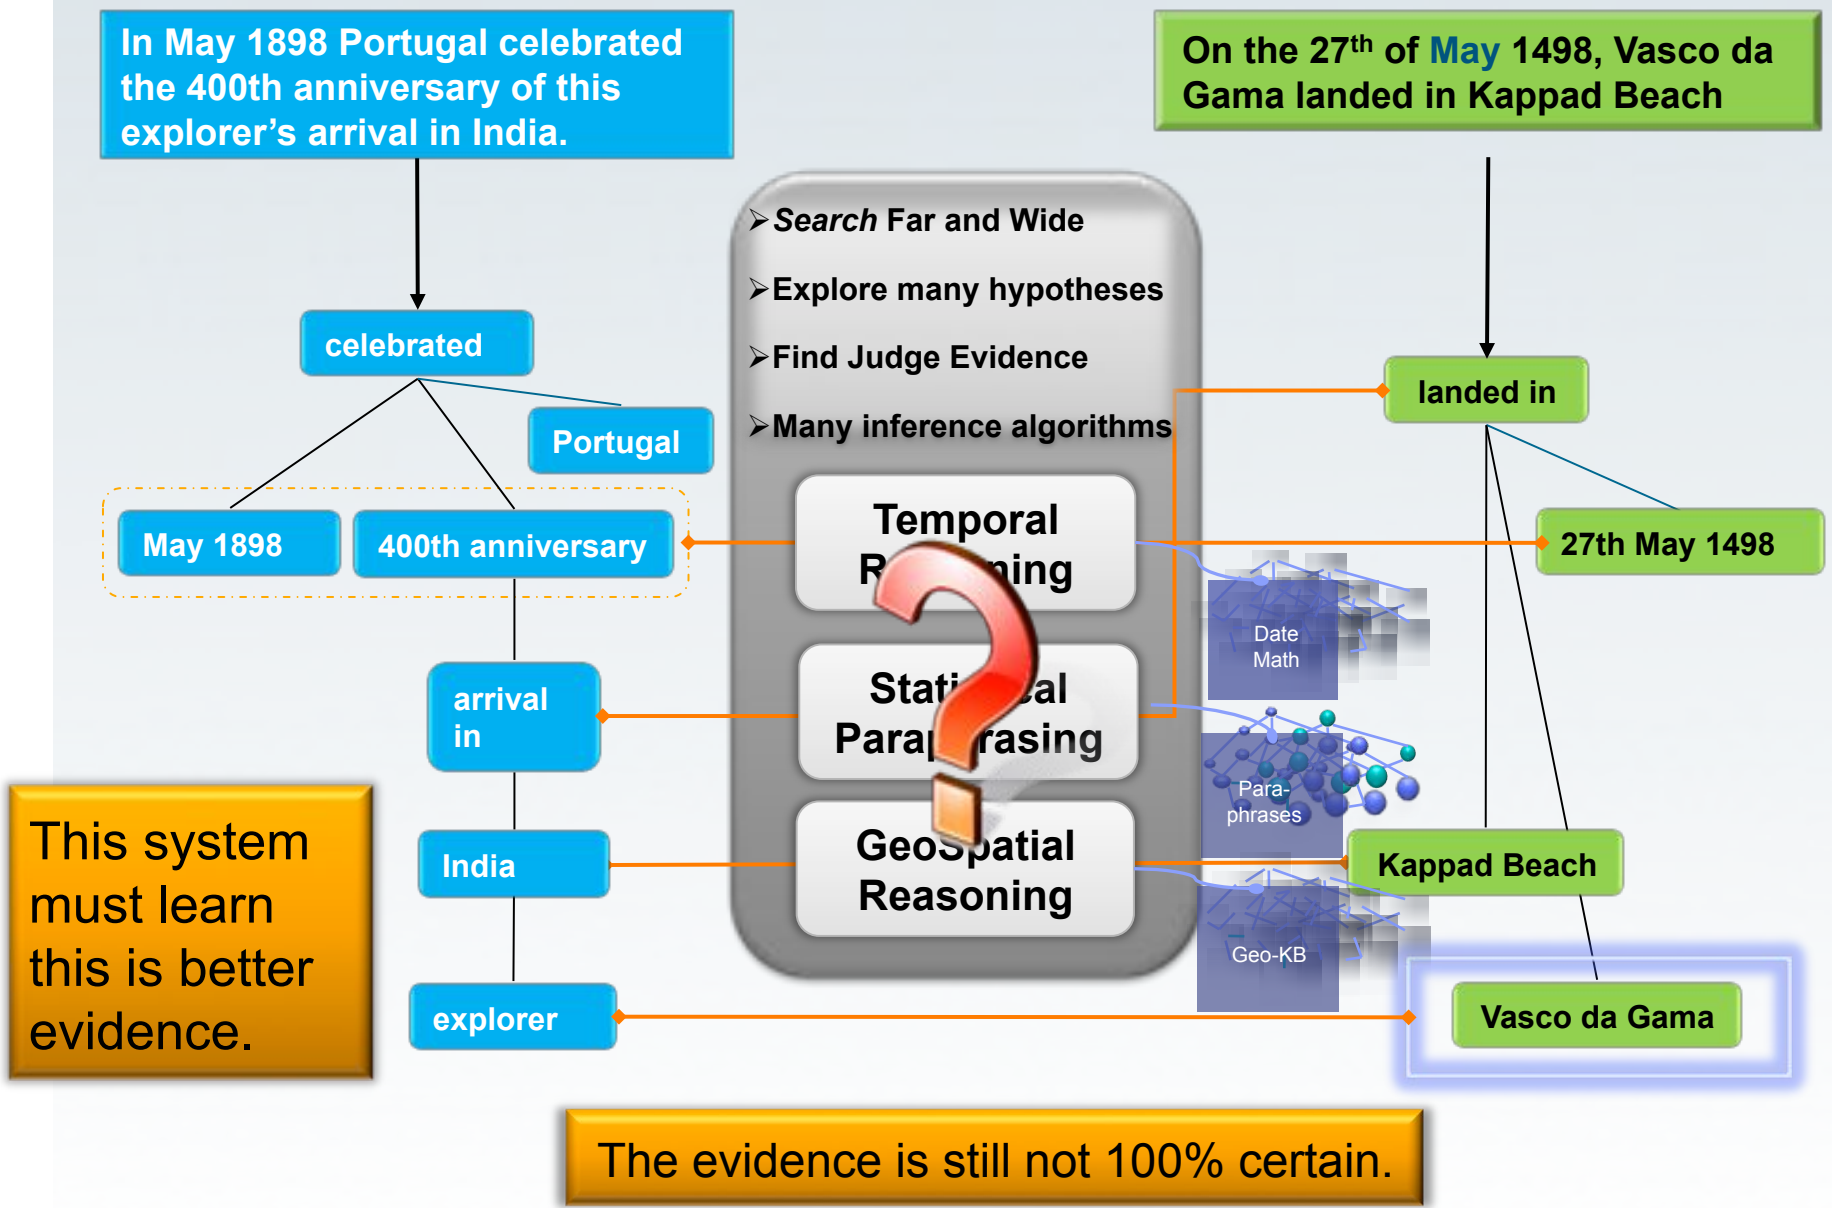 In May 1898 Portugal celebrated
the 400th anniversary of this
explorer’s arrival in India.
On the 27th of May 1498, Vasco da
Gama landed in Kappad Beach
➢Search Far and Wide
➢Explore many hypotheses
➢Find Judge Evidence
➢Many inference algorithms
celebrated
Portugal
May 1898
400th anniversary
arrival
in
India
explorer
Temporal
Paraphrasing
GeoSpatial
Reasoning
landed in
27th May 1498
Date
Math
Para-
phrases
Kappad Beach
Geo-KB
Vasco da Gama
This system
must learn
this is better
evidence.
The evidence is still not 100% certain.